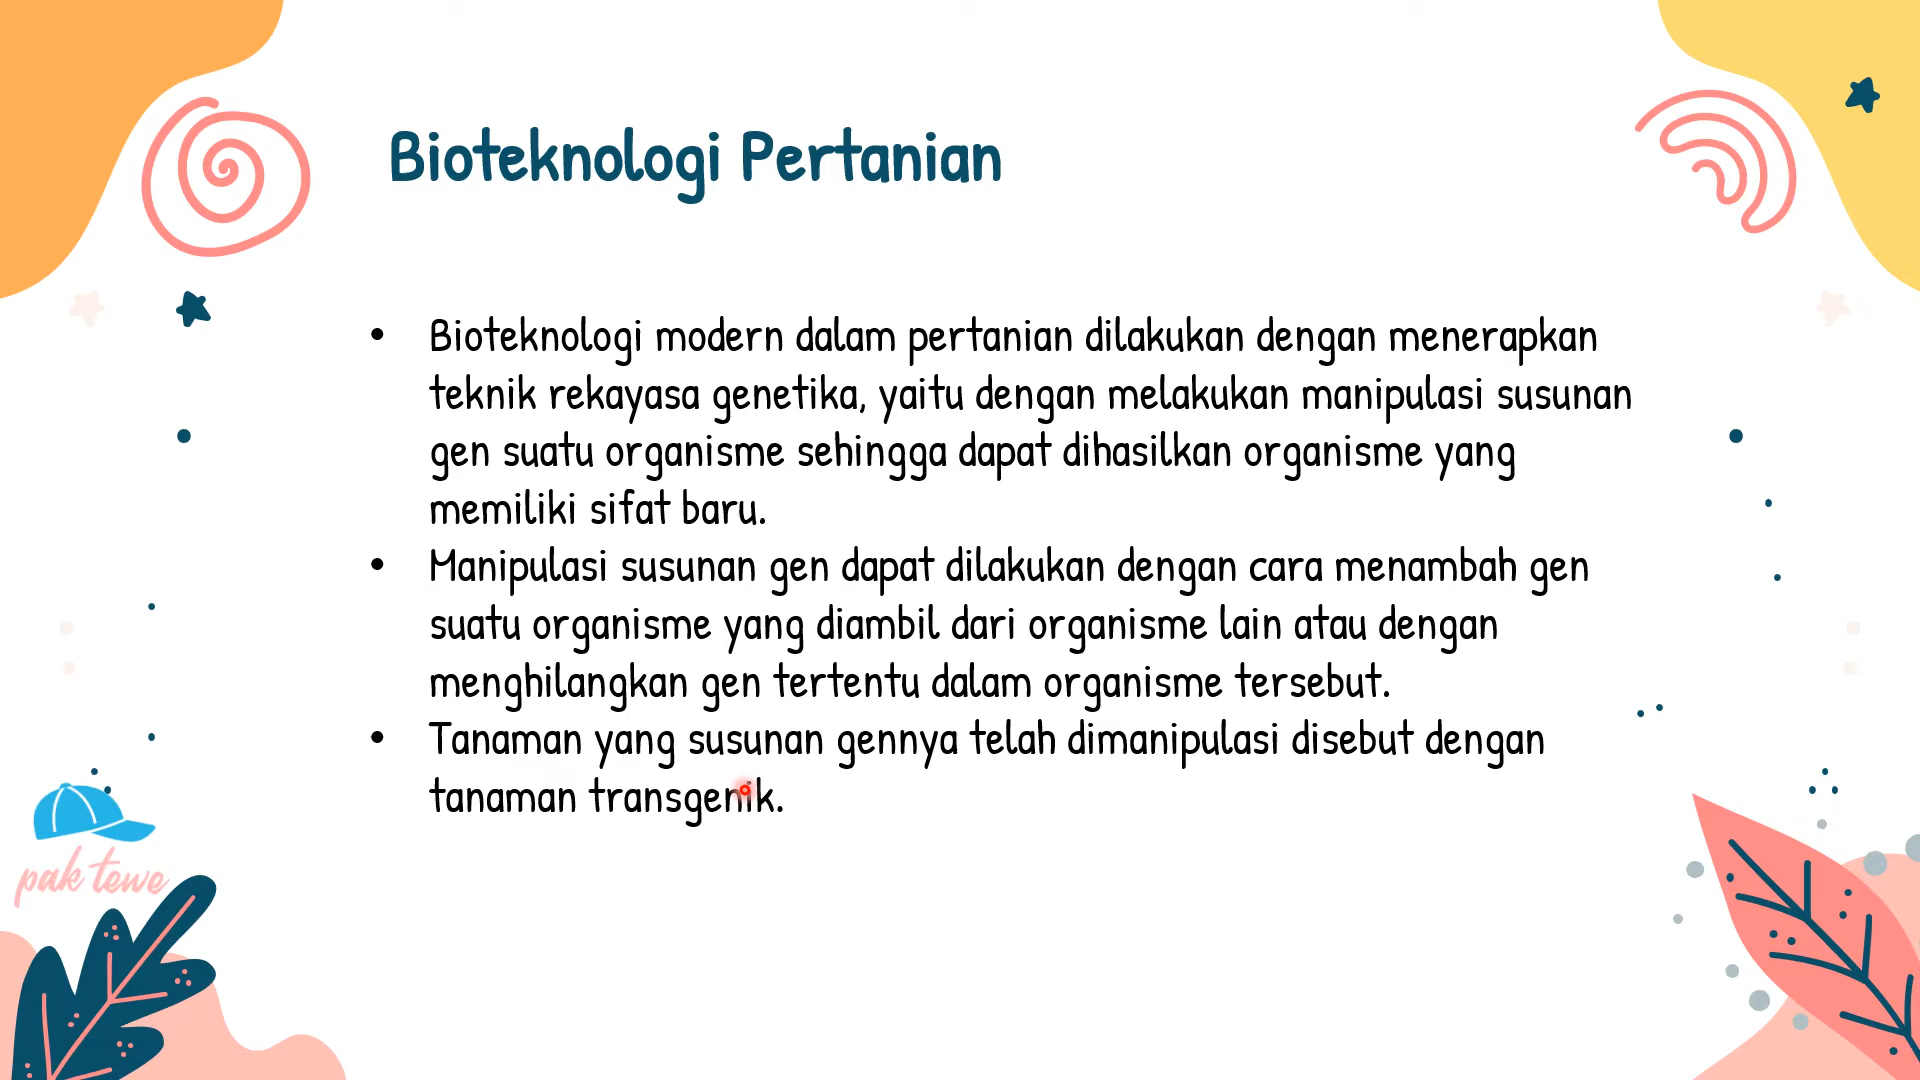 Bioteknologi Pertanian
• Bioteknologi modern dalam pertanian dilakukan dengan menerapkan
teknik rekayasa genetika, yaitu dengan melakukan manipulasi susunan
gen suatu organisme sehingga dapat dihasilkan organisme yang
memiliki sifat baru.
• Manipulasi susunan gen dapat dilakukan dengan cara menambah gen
suatu organisme yang diambil dari organisme lain atau dengan
menghilangkan gen tertentu dalam organisme tersebut.
• Tanaman yang susunan gennya telah dimanipulasi disebut dengan
tanaman transgenik.
pak tewe